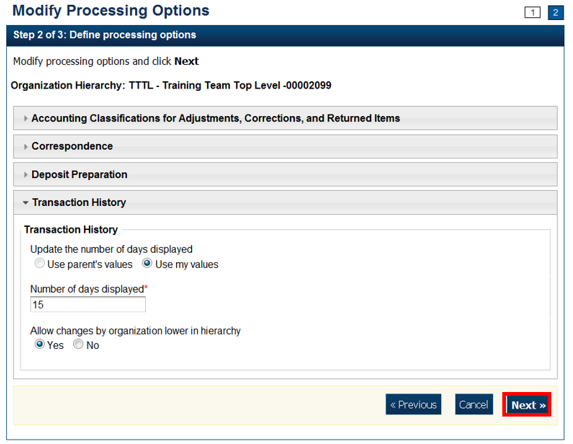 Modify Processing Options
1 2
Step 2 of 3: Define processing options
Modify processing options and click Next
Organization Hierarchy: TTTL - Training Team Top Level -00002099
Accounting Classifications for Adjustments, Corrections, and Returned Items
Correspondence
Deposit Preparation
Transaction History
Transaction History
Update the number of days displayed
Use parent's values Use my values
Number of days displayed*
15
Allow changes by organization lower in hierarchy
Yes No
« Previous Cancel Next »